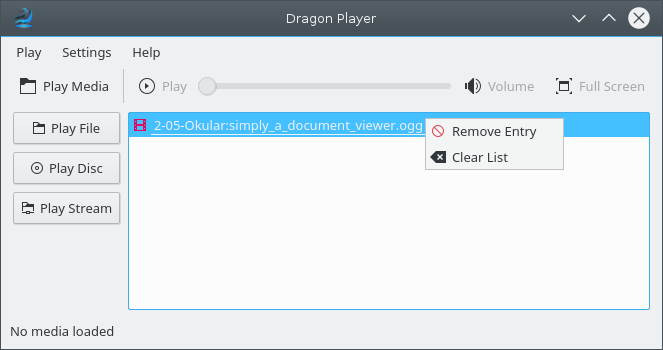 Dragon Player
Play Settings Help
Play Media Play Volume Full Screen
Play File
2-05-Okular:simply_a_document_viewer.ogg
Remove Entry
Clear List
Play Disc
Play Stream
No media loaded